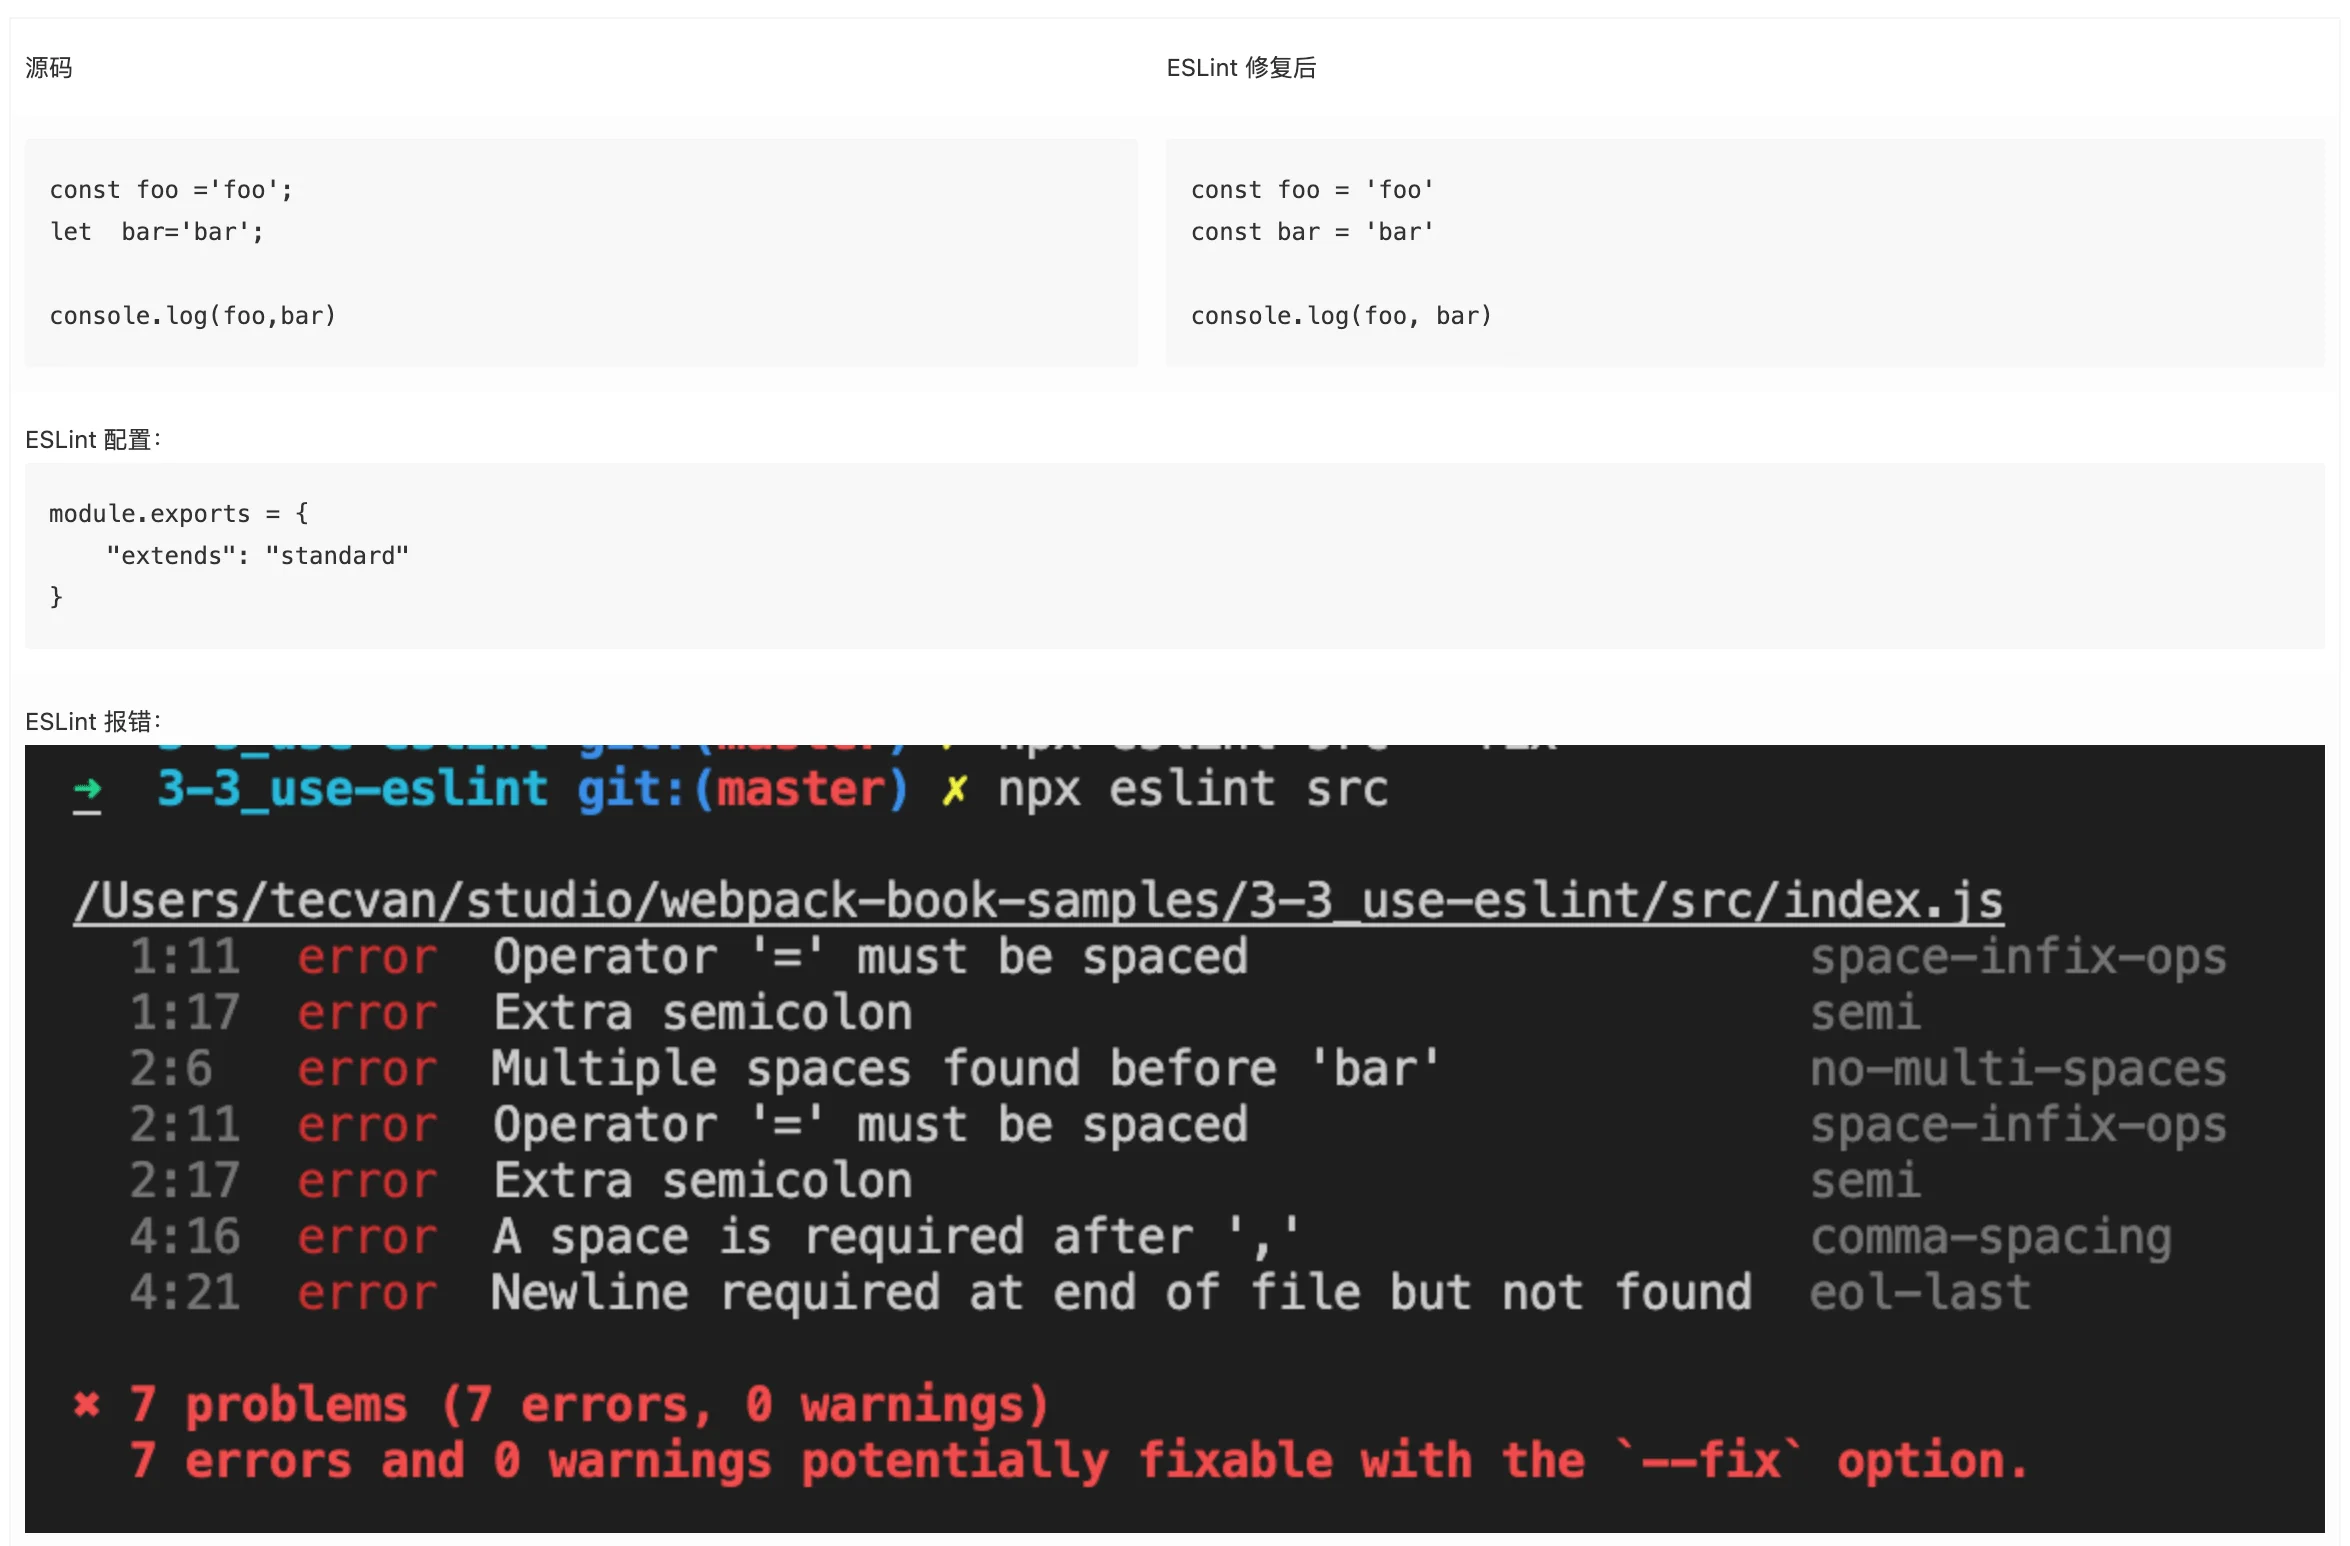 源码
ESLint 修复后
const foo ='foo';
let  bar='bar';
console.log(foo,bar)
const foo = 'foo'
const bar = 'bar'
console.log(foo, bar)
ESLint 配置：
module.exports = {
    "extends": "standard"
}
ESLint 报错：
➜  3-3_use-eslint git:(master) ✗ npx eslint src
/Users/tecvan/studio/webpack-book-samples/3-3_use-eslint/src/index.js
1:11  error  Operator '=' must be spaced  space-infix-ops
1:17  error  Extra semicolon  semi
2:6  error  Multiple spaces found before 'bar'  no-multi-spaces
2:11  error  Operator '=' must be spaced  space-infix-ops
2:17  error  Extra semicolon  semi
4:16  error  A space is required after ','  comma-spacing
4:21  error  Newline required at end of file but not found  eol-last
✖ 7 problems (7 errors, 0 warnings)
7 errors and 0 warnings potentially fixable with the `--fix` option.